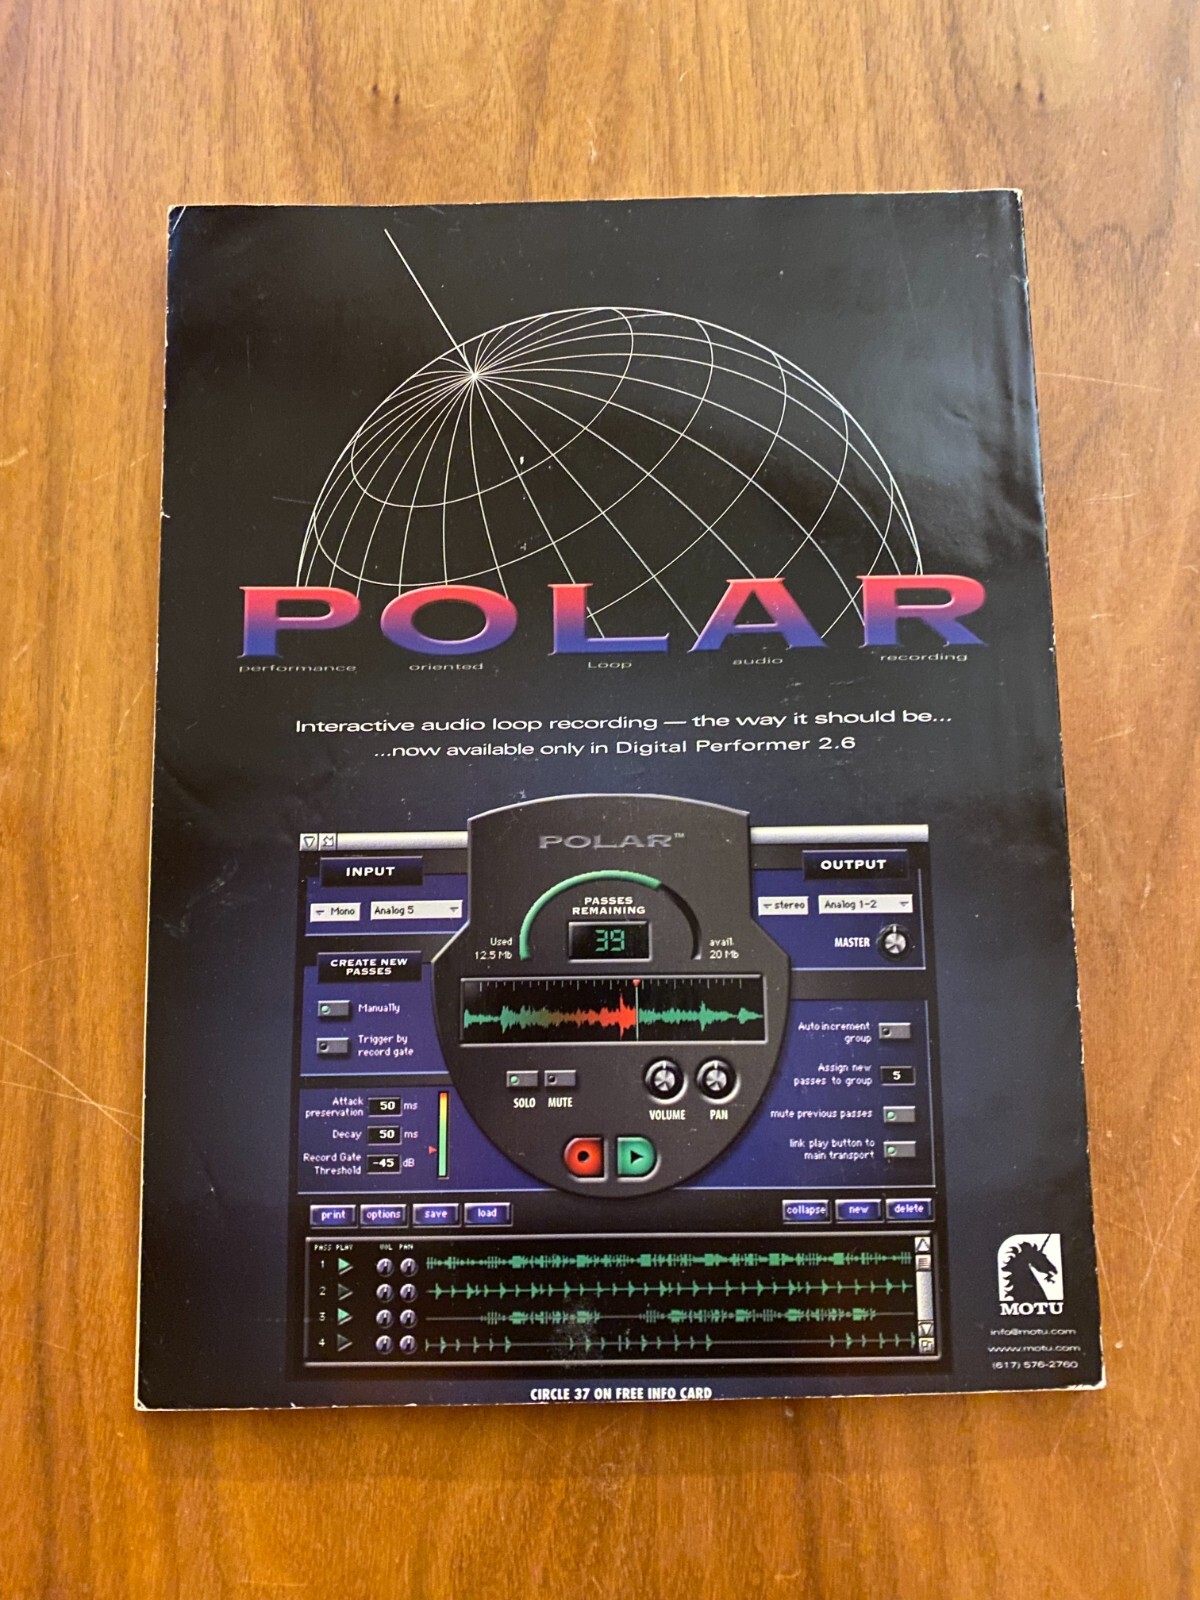 POLAR
performance oriented Loop audio recording
Interactive audio loop recording — the way it should be...
...now available only in Digital Performer 2.6
POLAR™
INPUT
Mono Analog 5
CREATE NEW
PASSES
Manually
Trigger by
record gate
Attack
preservation 50 ms
Decay 50 ms
Record Gate
Threshold -45 dB
PASSES
REMAINING
39
Used
12.5 Mb
avail.
20 Mb
SOLO MUTE
VOLUME PAN
OUTPUT
stereo Analog 1-2
MASTER
Auto increment
group
Assign new
passes to group 5
mute previous passes
link play button to
main transport
print options save load
collapse new delete
PASS PLAY VOL PAN
1
2
3
4
MOTU
info@motu.com
www.motu.com
(617) 576-2760
CIRCLE 37 ON FREE INFO CARD